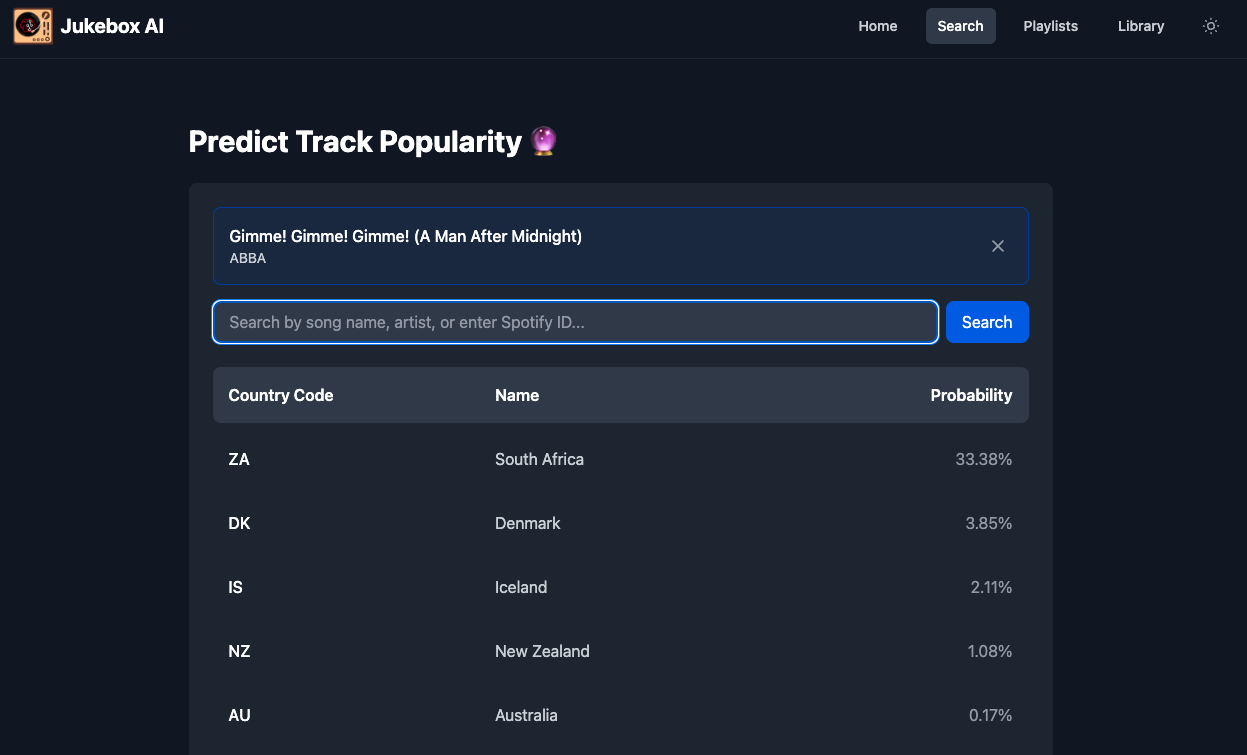 Jukebox AI
Home Search Playlists Library
Predict Track Popularity 🔮
Gimme! Gimme! Gimme! (A Man After Midnight)
ABBA
Search by song name, artist, or enter Spotify ID... Search
Country Code Name Probability
ZA South Africa 33.38%
DK Denmark 3.85%
IS Iceland 2.11%
NZ New Zealand 1.08%
AU Australia 0.17%